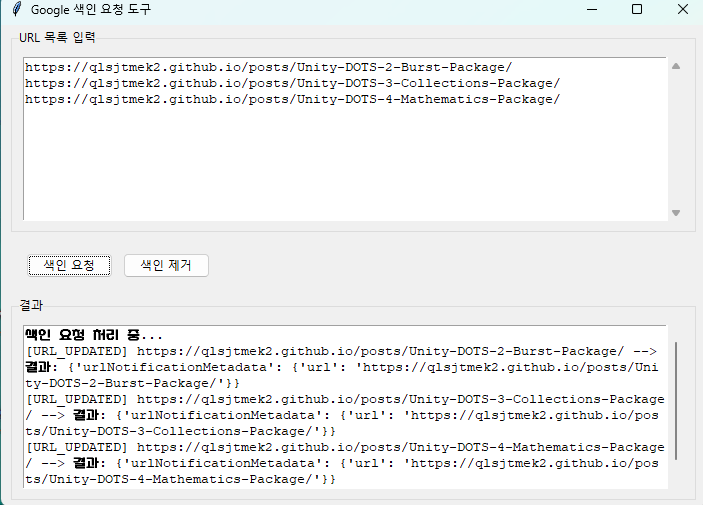 Google 색인 요청 도구
URL 목록 입력
https://qlsjtmek2.github.io/posts/Unity-DOTS-2-Burst-Package/
https://qlsjtmek2.github.io/posts/Unity-DOTS-3-Collections-Package/
https://qlsjtmek2.github.io/posts/Unity-DOTS-4-Mathematics-Package/
색인 요청 색인 제거
결과
색인 요청 처리 중...
[URL_UPDATED] https://qlsjtmek2.github.io/posts/Unity-DOTS-2-Burst-Package/ -->
결과: {'urlNotificationMetadata': {'url': 'https://qlsjtmek2.github.io/posts/Uni
ty-DOTS-2-Burst-Package/'}}
[URL_UPDATED] https://qlsjtmek2.github.io/posts/Unity-DOTS-3-Collections-Package
/ --> 결과: {'urlNotificationMetadata': {'url': 'https://qlsjtmek2.github.io/pos
ts/Unity-DOTS-3-Collections-Package/'}}
[URL_UPDATED] https://qlsjtmek2.github.io/posts/Unity-DOTS-4-Mathematics-Package
/ --> 결과: {'urlNotificationMetadata': {'url': 'https://qlsjtmek2.github.io/pos
ts/Unity-DOTS-4-Mathematics-Package/'}}